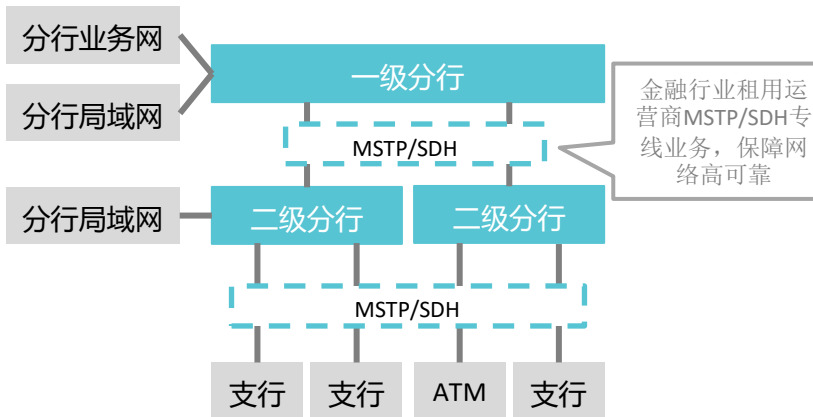 分行业务网
分行局域网
一级分行
金融行业租用运
营商MSTP/SDH专
线业务，保障网
络高可靠
MSTP/SDH
分行局域网
二级分行
二级分行
MSTP/SDH
支行
支行
ATM
支行